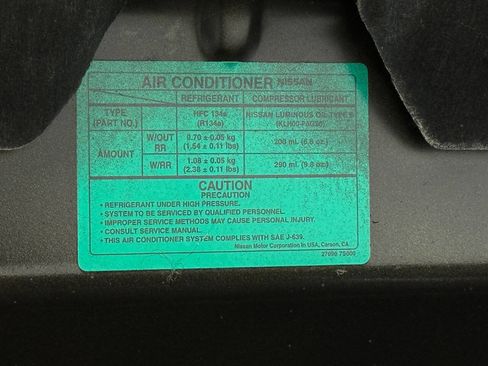 AIR CONDITIONER NISSAN
REFRIGERANT COMPRESSOR LUBRICANT
TYPE HFC 134a NISSAN LUMINOUS OIL TYPE S
(PART NO.) (R134a)
AMOUNT
W/OUT 0.70 ± 0.05 kg 200 mL (6.8 oz.)
RR (1.54 ± 0.11 lbs)
W/RR 1.08 ± 0.05 kg 290 mL (9.8 oz.)
(2.38 ± 0.11 lbs)
CAUTION
PRECAUTION
• REFRIGERANT UNDER HIGH PRESSURE.
• SYSTEM TO BE SERVICED BY QUALIFIED PERSONNEL.
• IMPROPER SERVICE METHODS MAY CAUSE PERSONAL INJURY.
• CONSULT SERVICE MANUAL.
• THIS AIR CONDITIONER SYSTEM COMPLIES WITH SAE J-639.
Nissan Motor Corporation in USA, Carson, CA.